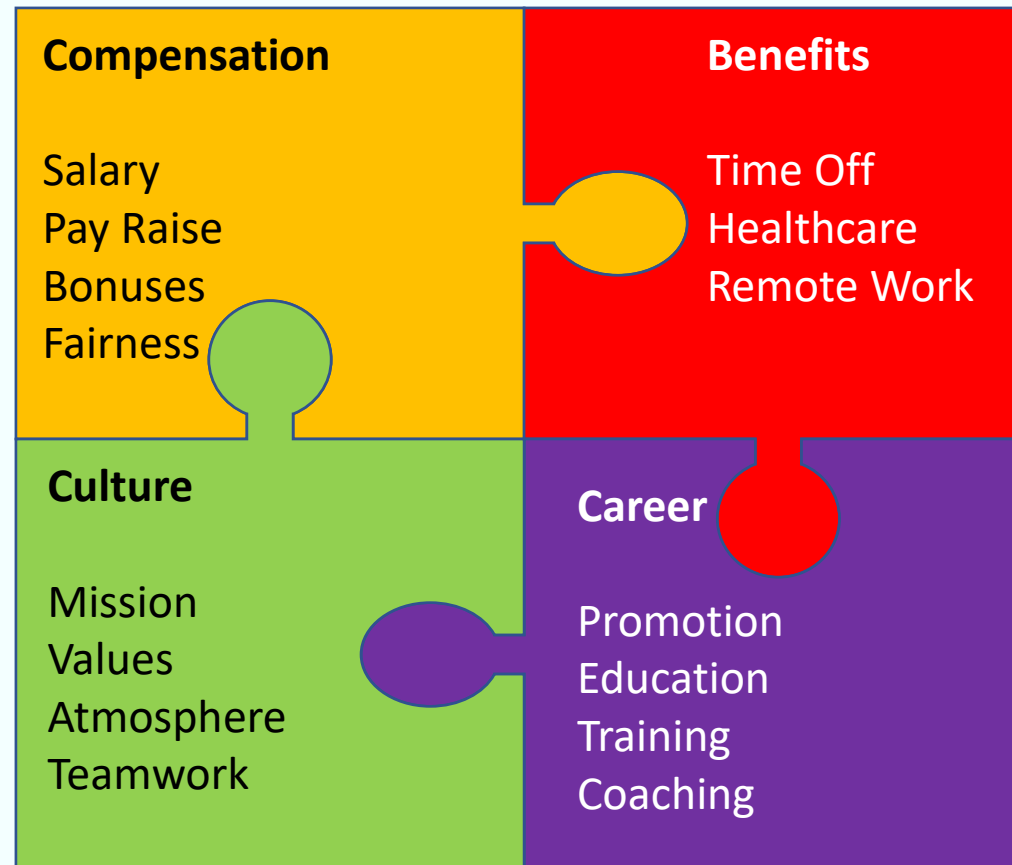 Compensation
Salary
Pay Raise
Bonuses
Fairness
Benefits
Time Off
Healthcare
Remote Work
Culture
Mission
Values
Atmosphere
Teamwork
Career
Promotion
Education
Training
Coaching